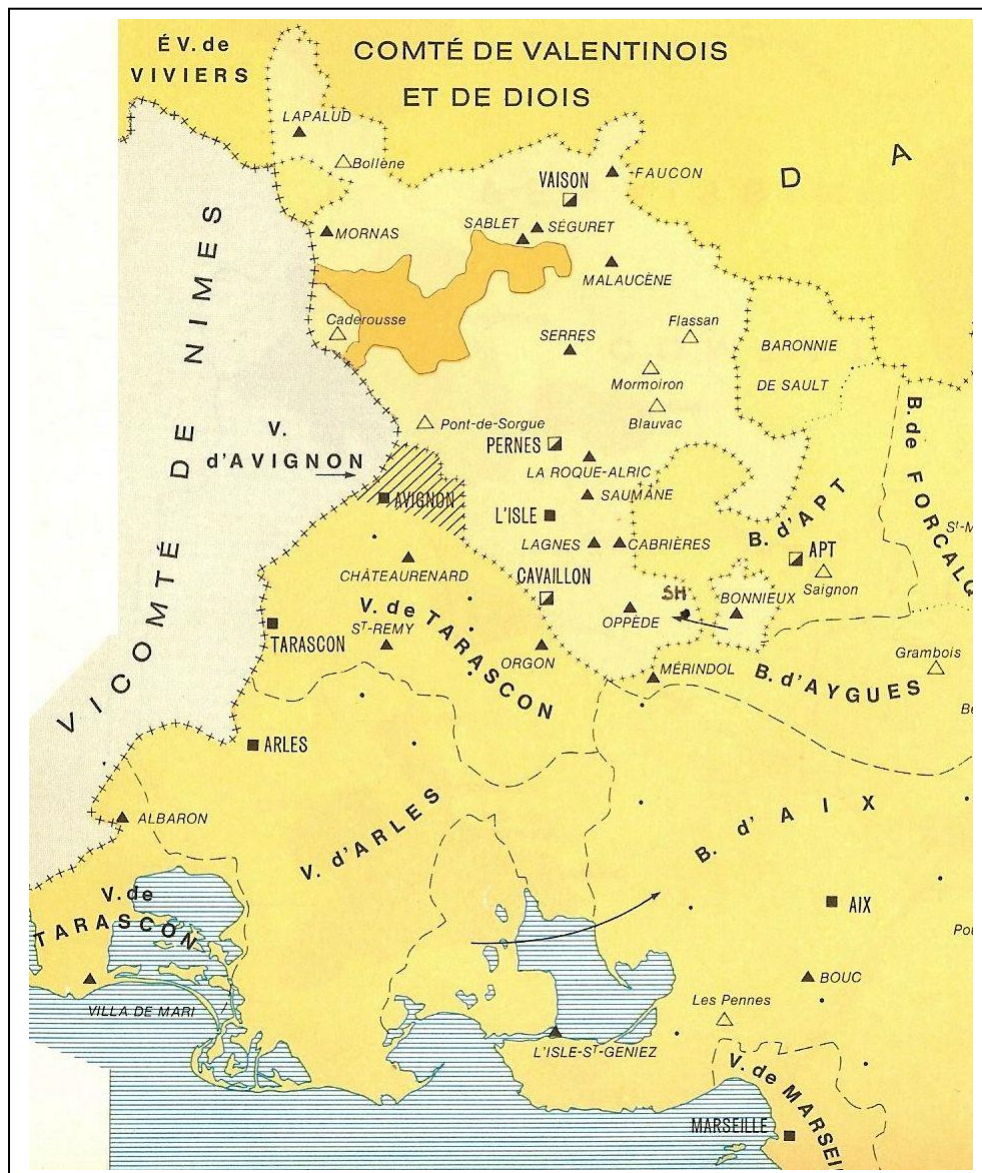 ÉV. de
VIVIERS
COMTÉ DE VALENTINOIS
ET DE DIOIS
LAPALUD
Bollène
D A
FAUCON
VAISON
SÉGURET
SABLET
MORNAS
MALAUCÈNE
Caderousse
Flassan
SERRES
BARONNIE
DE SAULT
Mormoiron
Blauvac
Pont-de-Sorgue
PERNES
V.
d'AVIGNON
VICOMTÉ DE NIMES
LA ROQUE-ALRIC
SAUMANE
AVIGNON
L'ISLE
B. d'APT
B. de FORCALQ
St-M
LAGNES
CABRIÈRES
APT
Saignon
CHÂTEAURENARD
CAVAILLON
SH
BONNIEUX
OPPÈDE
V. de TARASCON
TARASCON
ST-REMY
ORGON
MÉRINDOL
B. d'AYGUES
Grambois
Be
ARLES
ALBARON
V. d'ARLES
B. d'AIX
V. de
TARASCON
AIX
Pou
BOUC
VILLA DE MARI
Les Pennes
L'ISLE-ST-GENIEZ
V. de MARSEI
MARSEILLE